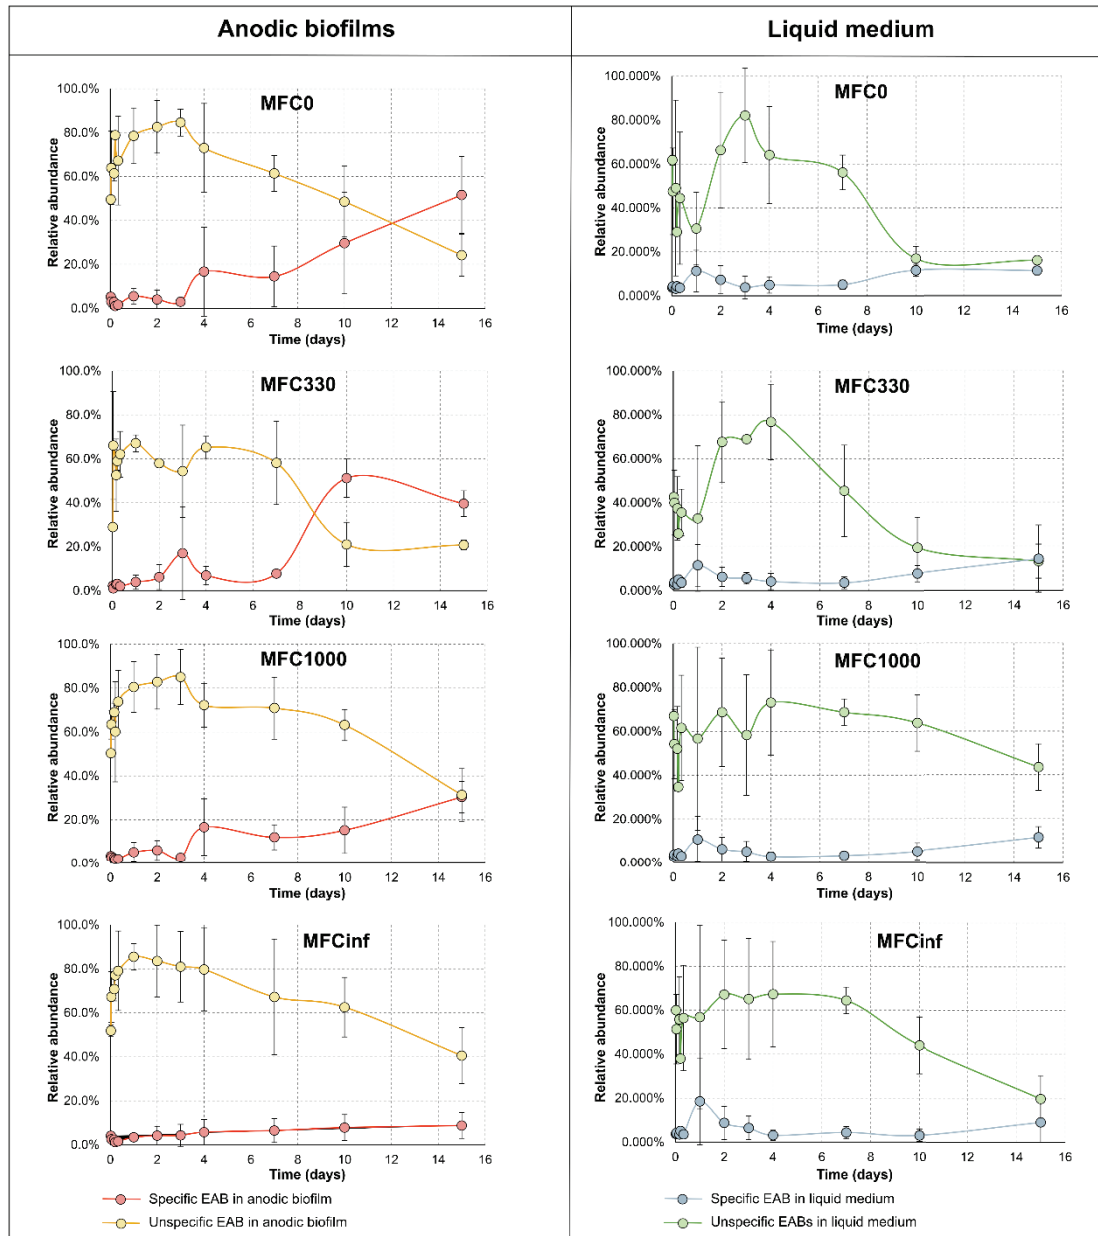 Anodic biofilms
Liquid medium
MFC0
Relative abundance
100.0%
80.0%
60.0%
40.0%
20.0%
0.0%
0 2 4 6 8 10 12 14 16
Time (days)
MFC0
Relative abundance
100.000%
80.000%
60.000%
40.000%
20.000%
0.000%
0 2 4 6 8 10 12 14 16
Time (days)
MFC330
Relative abundance
100.0%
80.0%
60.0%
40.0%
20.0%
0.0%
0 2 4 6 8 10 12 14 16
Time (days)
MFC330
Relative abundance
100.000%
80.000%
60.000%
40.000%
20.000%
0.000%
0 2 4 6 8 10 12 14 16
Time (days)
MFC1000
Relative abundance
100.0%
80.0%
60.0%
40.0%
20.0%
0.0%
0 2 4 6 8 10 12 14 16
Time (days)
MFC1000
Relative abundance
100.000%
80.000%
60.000%
40.000%
20.000%
0.000%
0 2 4 6 8 10 12 14 16
Time (days)
MFCinf
Relative abundance
100.0%
80.0%
60.0%
40.0%
20.0%
0.0%
0 2 4 6 8 10 12 14 16
Time (days)
MFCinf
Relative abundance
100.000%
80.000%
60.000%
40.000%
20.000%
0.000%
0 2 4 6 8 10 12 14 16
Time (days)
Specific EAB in anodic biofilm
Unspecific EAB in anodic biofilm
Specific EAB in liquid medium
Unspecific EABs in liquid medium